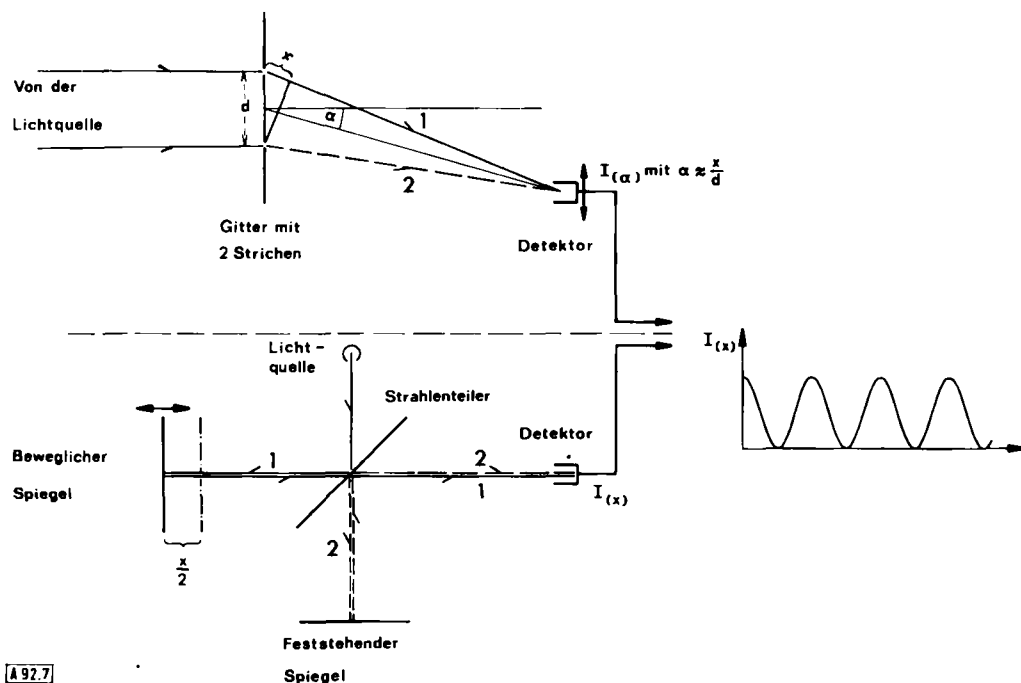 Von der
Lichtquelle
d
x
α
1
2
I(α) mit α ≈ x/d
Gitter mit
2 Strichen
Detektor
Licht-
quelle
Strahlenteiler
Detektor
I(x)
Beweglicher
Spiegel
1
2
1
I(x)
2
x/2
Feststehender
Spiegel
A 92.7